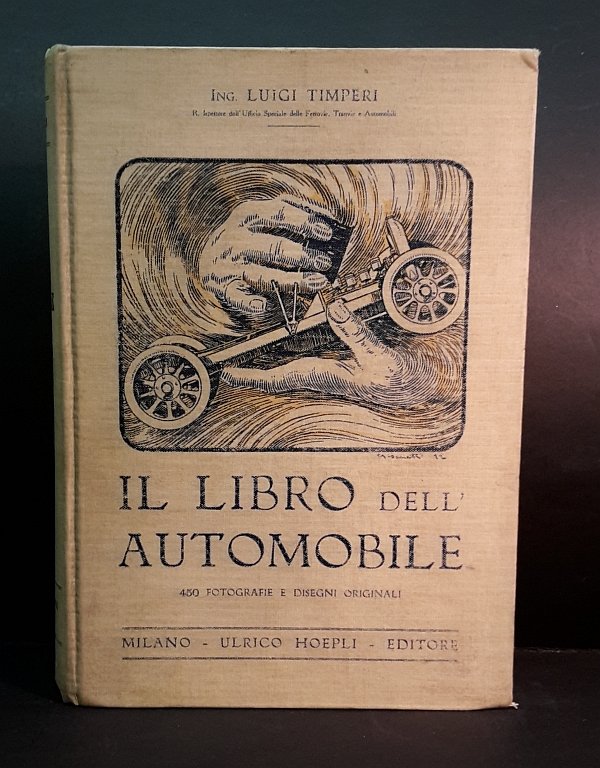 ING. LUIGI TIMPERI
R. Ispettore dell'Ufficio Speciale delle Ferrovie, Tramvie e Automobili
IL LIBRO DELL'
AUTOMOBILE
450 FOTOGRAFIE E DISEGNI ORIGINALI
MILANO - ULRICO HOEPLI - EDITORE